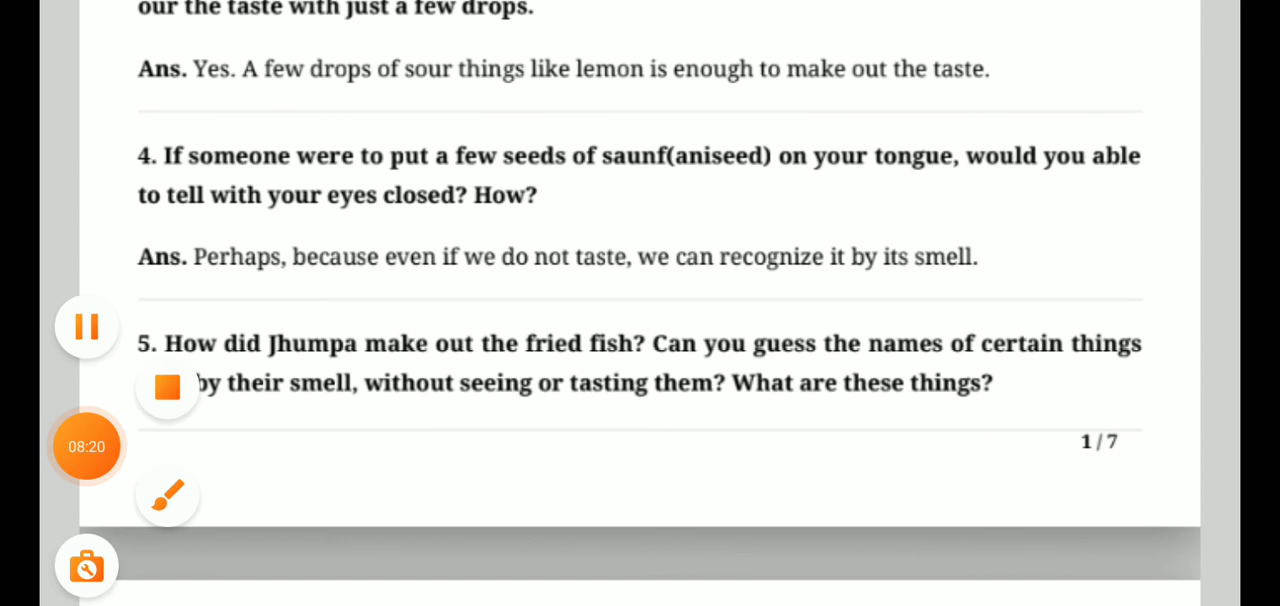 our the taste with just a few drops.
Ans. Yes. A few drops of sour things like lemon is enough to make out the taste.
4. If someone were to put a few seeds of saunf(aniseed) on your tongue, would you able
to tell with your eyes closed? How?
Ans. Perhaps, because even if we do not taste, we can recognize it by its smell.
5. How did Jhumpa make out the fried fish? Can you guess the names of certain things
by their smell, without seeing or tasting them? What are these things?
1 / 7
08:20